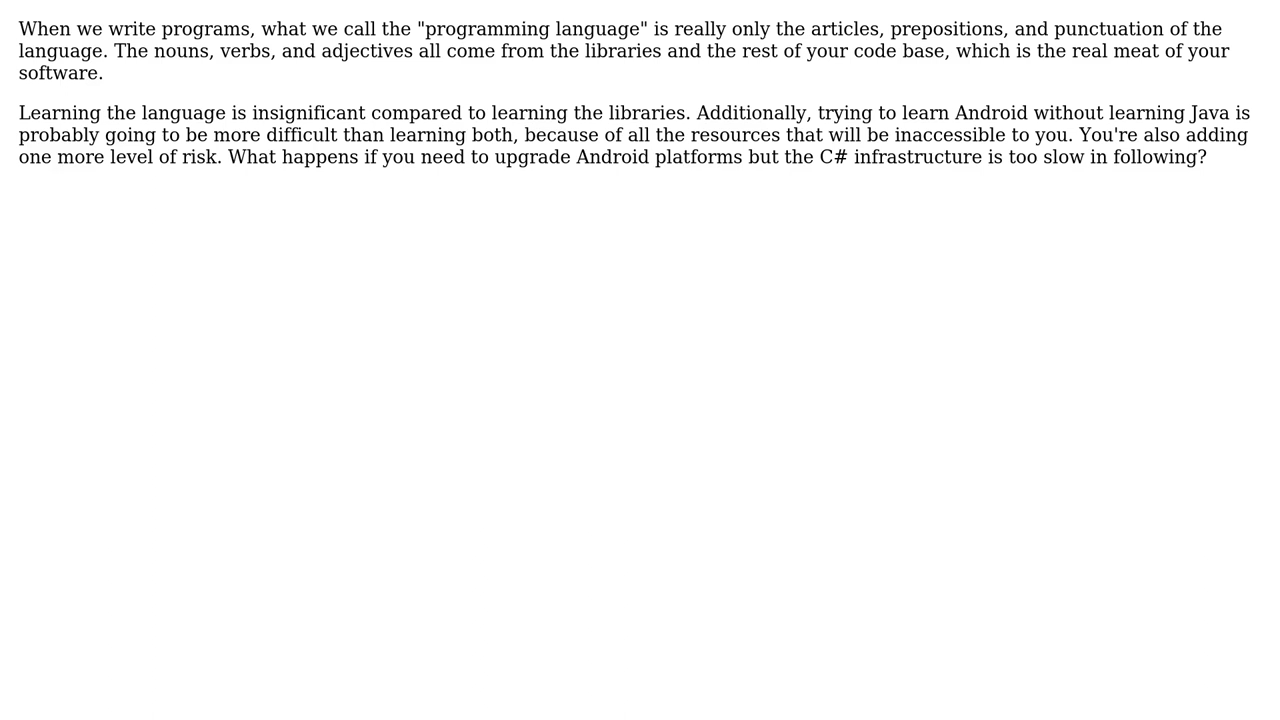 When we write programs, what we call the "programming language" is really only the articles, prepositions, and punctuation of the
language. The nouns, verbs, and adjectives all come from the libraries and the rest of your code base, which is the real meat of your
software.
Learning the language is insignificant compared to learning the libraries. Additionally, trying to learn Android without learning Java is
probably going to be more difficult than learning both, because of all the resources that will be inaccessible to you. You're also adding
one more level of risk. What happens if you need to upgrade Android platforms but the C# infrastructure is too slow in following?